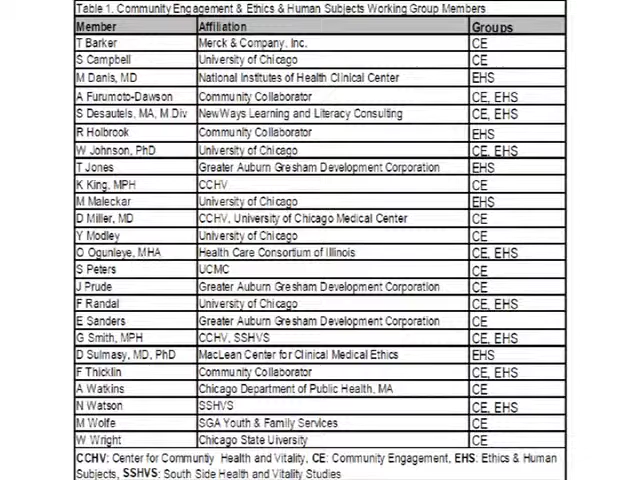 Table 1. Community Engagement & Ethics & Human Subjects Working Group Members
Member Affiliation Groups
T Barker Merck & Company. Inc. CE
S Campbell University of Chicago CE
M Danis, MD National Institutes of Health Clinical Center EHS
A Furumoto-Dawson Community Collaborator CE, EHS
S Desautels, MA, M Div NewWays Learning and Literacy Consulting CE, EHS
R Holbrook Community Collaborator EHS
W Johnson, PhD University of Chicago CE, EHS
T Jones Greater Auburn Gresham Development Corporation EHS
K King, MPH CCHV CE
M Maleckar University of Chicago EHS
D Miller, MD CCHV, University of Chicago Medical Center CE
Y Modley University of Chicago CE
O Ogunleye, MHA Health Care Consortium of Illinois CE, EHS
S Peters UCMC CE
J Prude Greater Auburn Gresham Development Corporation CE
F Randal University of Chicago CE, EHS
E Sanders Greater Auburn Gresham Development Corporation CE
G Smith, MPH CCHV, SSHVS CE, EHS
D Sulmasy, MD, PhD MacLean Center for Clinical Medical Ethics EHS
F Thicklin Community Collaborator CE, EHS
A Watkins Chicago Department of Public Health, MA CE
N Watson SSHVS CE, EHS
M Wolfe SGA Youth & Family Services CE
W Wright Chicago State Uiversity CE
CCHV: Center for Communtiy Health and Vitality, CE: Community Engagement, EHS: Ethics & Human
Subjects, SSHVS: South Side Health and Vitality Studies